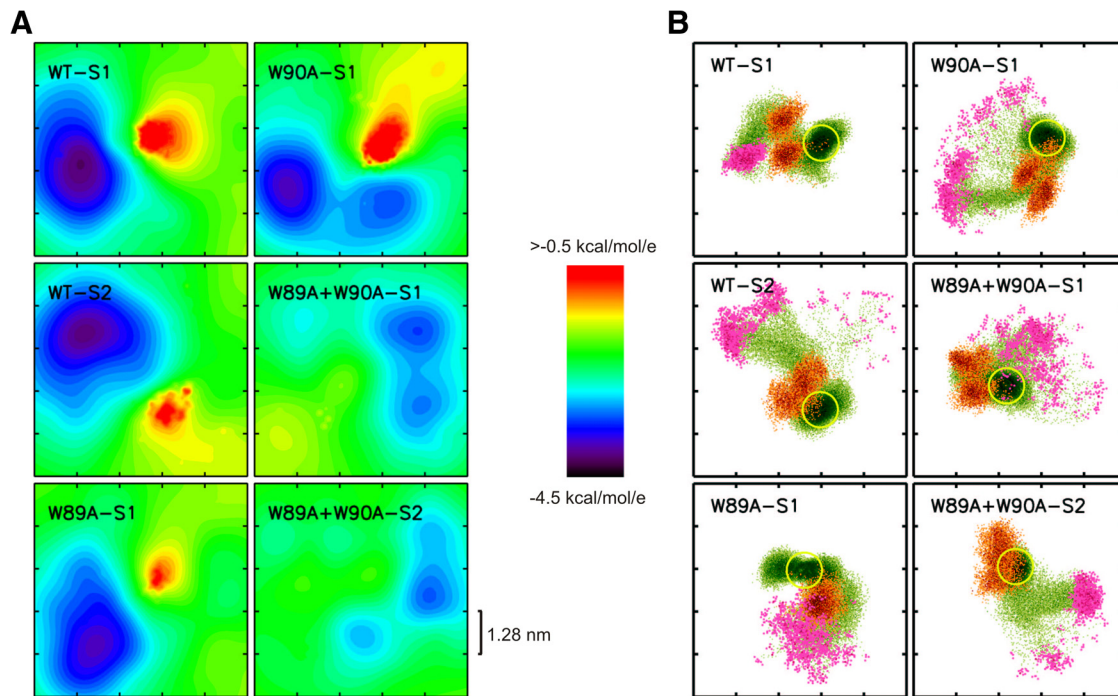 A
B
WT-S1
W90A-S1
WT-S2
W89A+W90A-S1
W89A-S1
W89A+W90A-S2
>-0.5 kcal/mol/e
-4.5 kcal/mol/e
1.28 nm
WT-S1
W90A-S1
WT-S2
W89A+W90A-S1
W89A-S1
W89A+W90A-S2